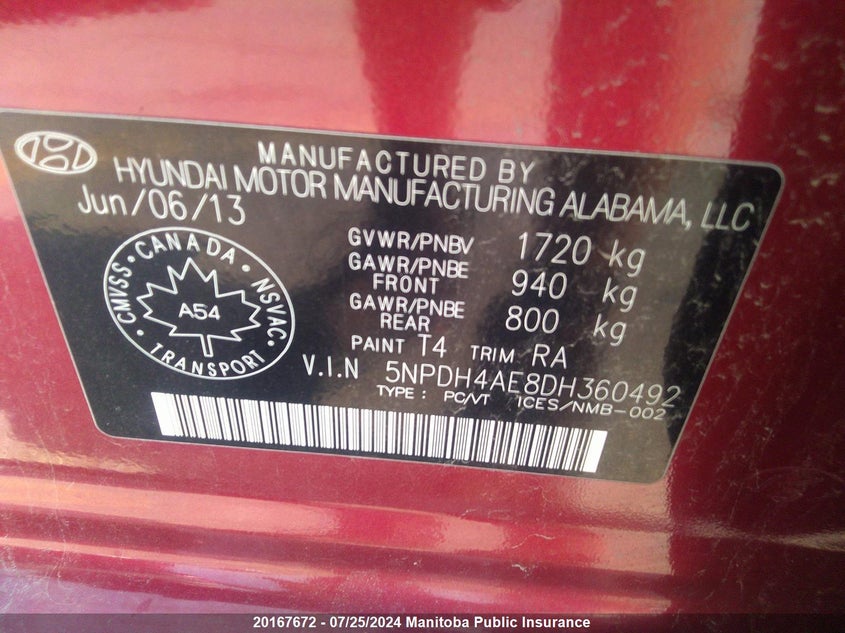 MANUFACTURED BY
HYUNDAI MOTOR MANUFACTURING ALABAMA, LLC
Jun/06/13
GVWR/PNBV 1720 kg
GAWR/PNBE FRONT 940 kg
GAWR/PNBE REAR 800 kg
PAINT T4 TRIM RA
V.I.N 5NPDH4AE8DH360492
TYPE : PC/VT ICES/NMB-002
CMVSS • CANADA • NSVAC • TRANSPORT •
A54
20167672 - 07/25/2024 Manitoba Public Insurance